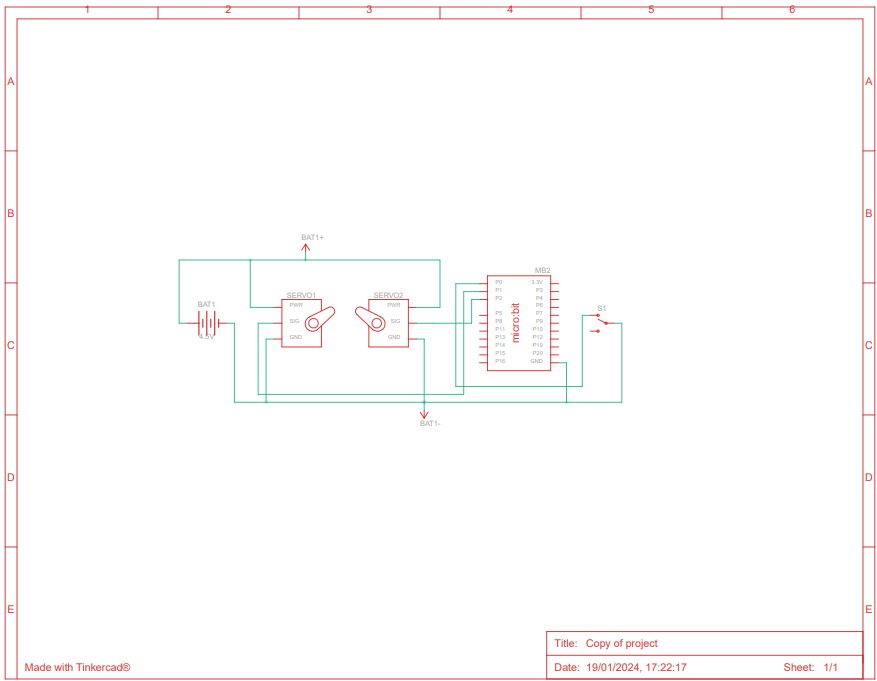 1 2 3 4 5 6
A A
B B
BAT1+
MB2
BAT1
4.5V
SERVO1
PWR
SIG
GND
SERVO2
PWR
SIG
GND
P0 3.3V
P1 P3
P2 P4
P6
P5 P7
P8 P9
P11 P10
P13 P12
P14 P19
P15 P20
P16 GND
micro:bit
S1
C C
BAT1-
D D
E E
Title: Copy of project
Made with Tinkercad®
Date: 19/01/2024, 17:22:17 Sheet: 1/1